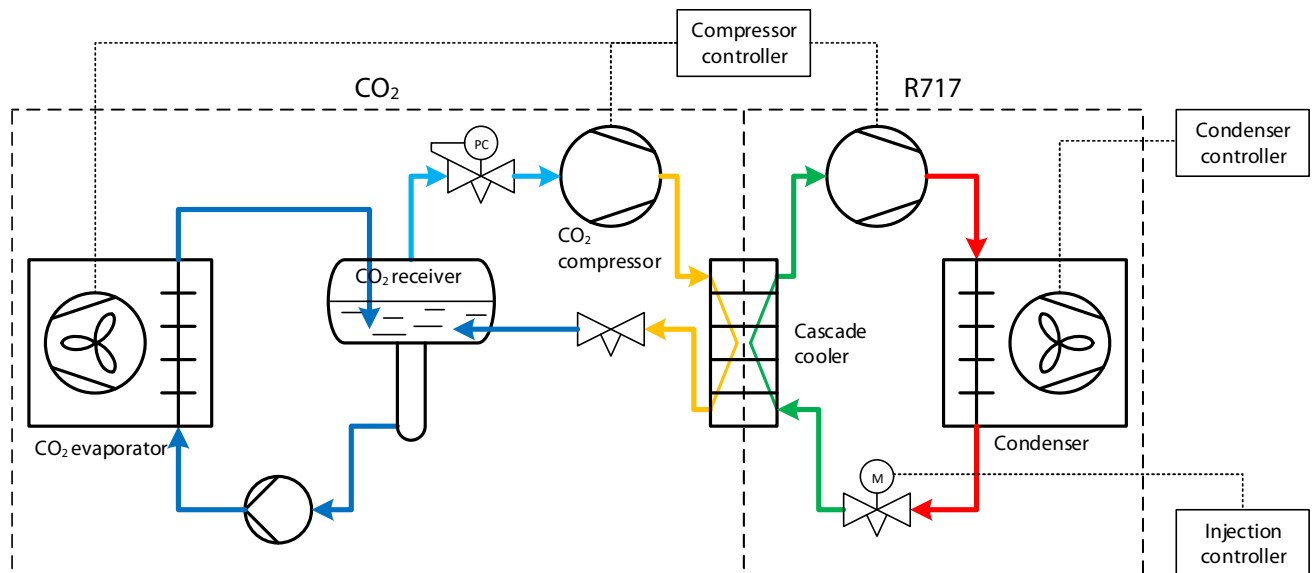 Compressor
controller
CO₂
R717
Condenser
controller
PC
CO₂ receiver
CO₂
compressor
Cascade
cooler
CO₂ evaporator
Condenser
M
Injection
controller